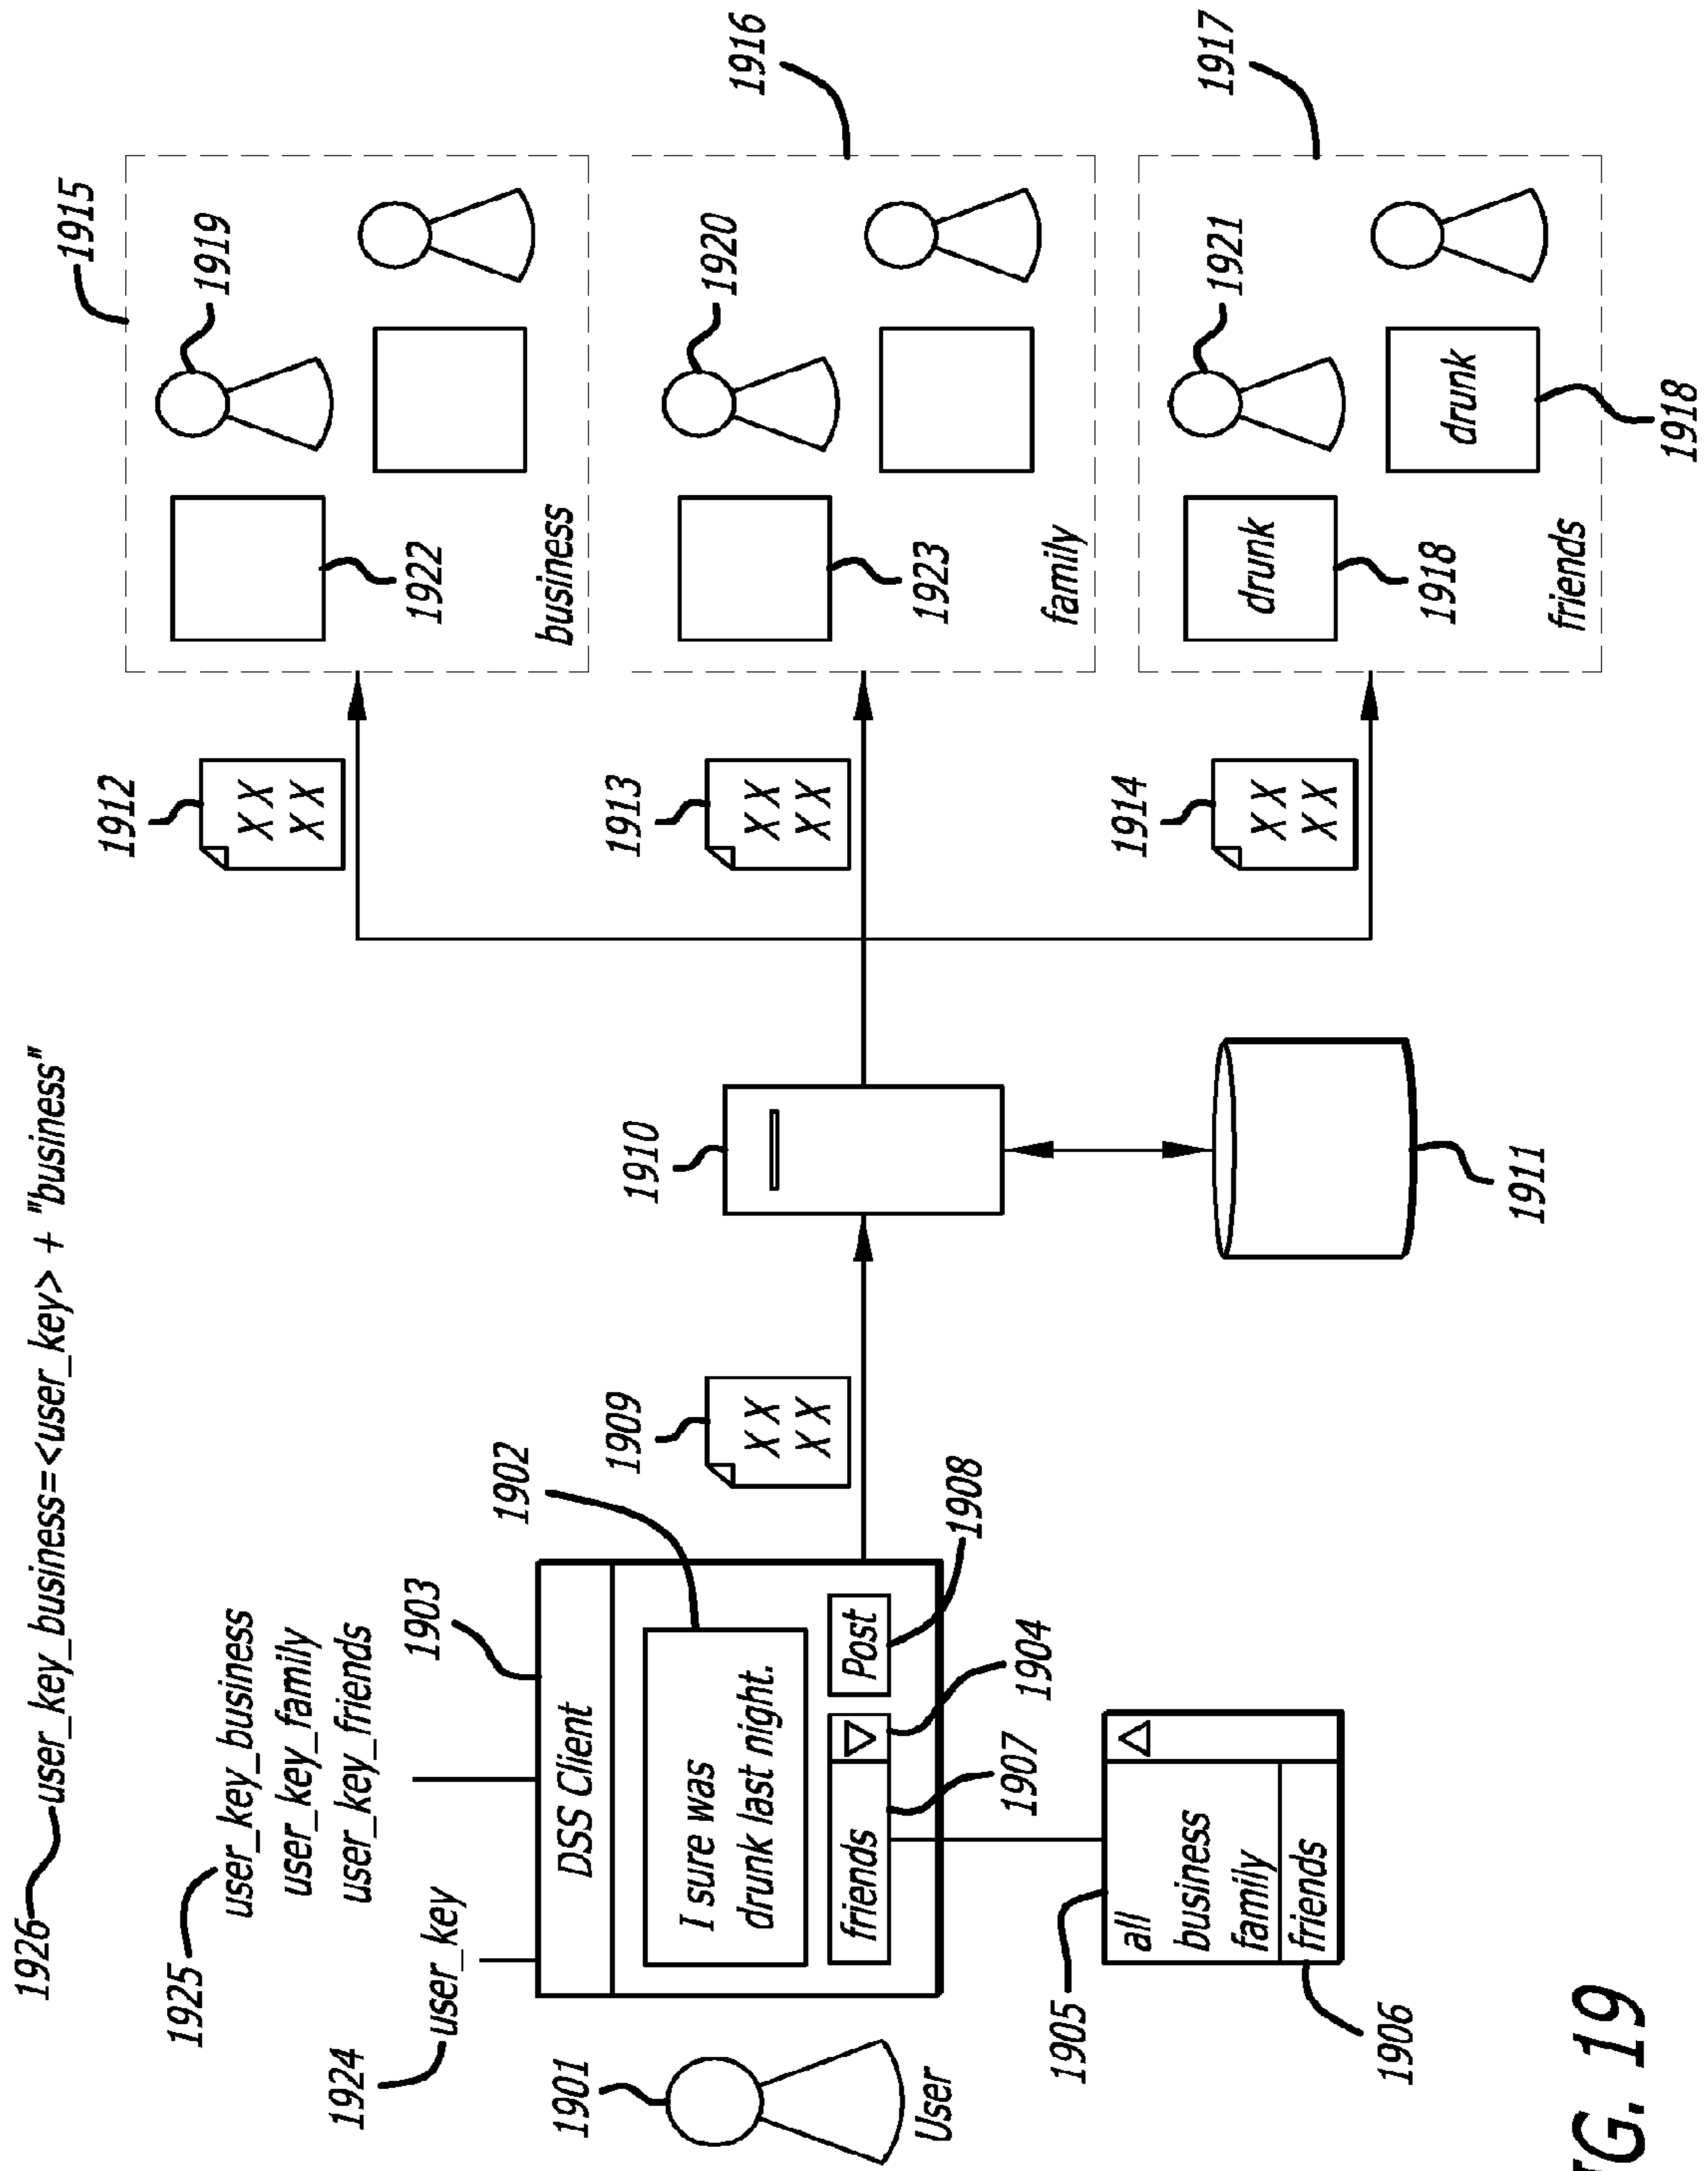 1926 user_key_business=<user_key> + "business"
1925
user_key_business
user_key_family
user_key_friends
1924
user_key
1903
DSS Client
1902
I sure was
drunk last night.
friends
Post
1908
1904
1907
1901
User
1905
all
business
family
friends
1906
1909
X X
X X
1910
1911
1912
X X
X X
1913
X X
X X
1914
X X
X X
1915
1919
1922
business
1916
1920
1923
family
1917
1921
drunk
1918
drunk
1918
friends
IG. 19